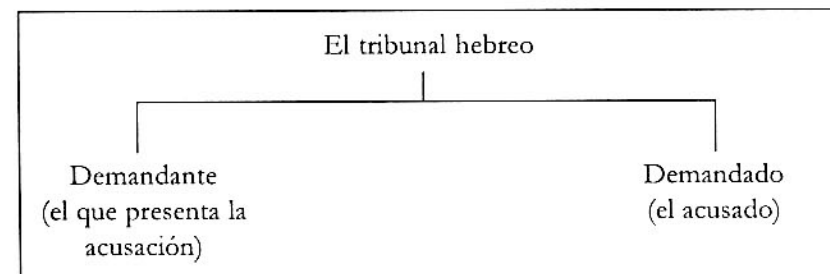 El tribunal hebreo
Demandante
(el que presenta la
acusación)
Demandado
(el acusado)